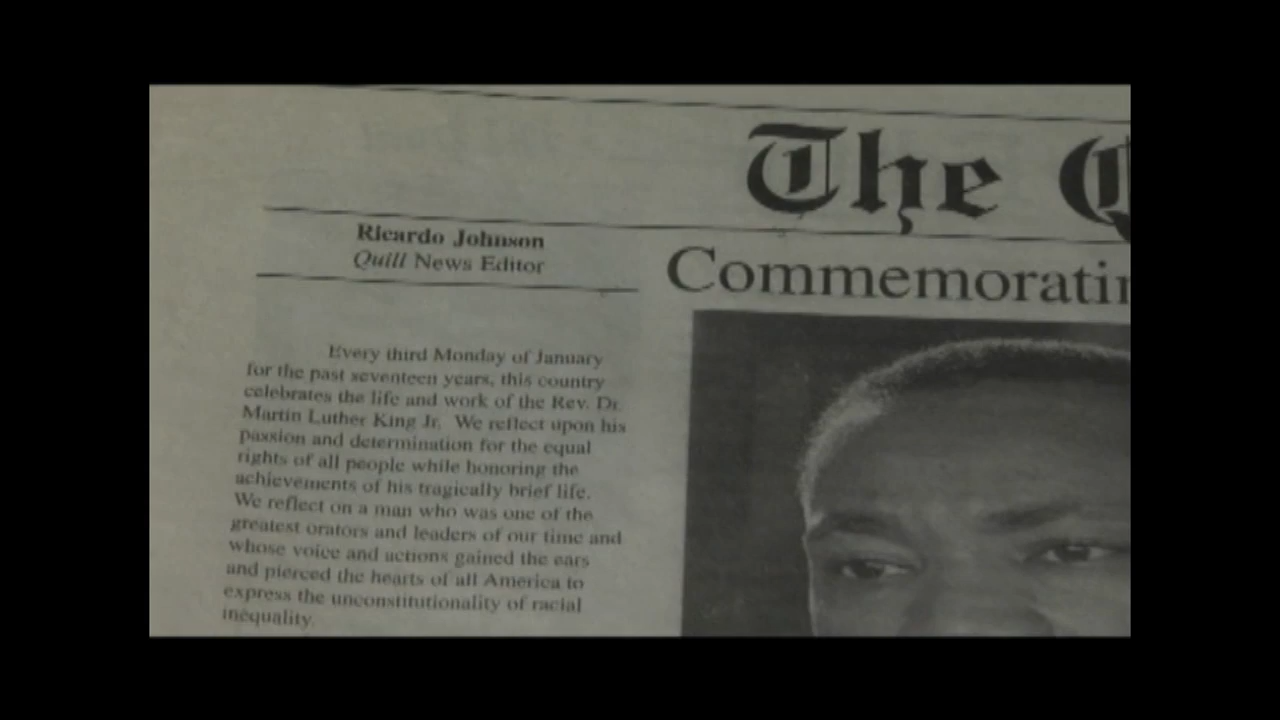 The
Ricardo Johnson
Quill News Editor
Commemoratin
Every third Monday of January
for the past seventeen years, this country
celebrates the life and work of the Rev. Dr.
Martin Luther King Jr. We reflect upon his
passion and determination for the equal
rights of all people while honoring the
achievements of his tragically brief life.
We reflect on a man who was one of the
greatest orators and leaders of our time and
whose voice and actions gained the ears
and pierced the hearts of all America to
express the unconstitutionality of racial
inequality.